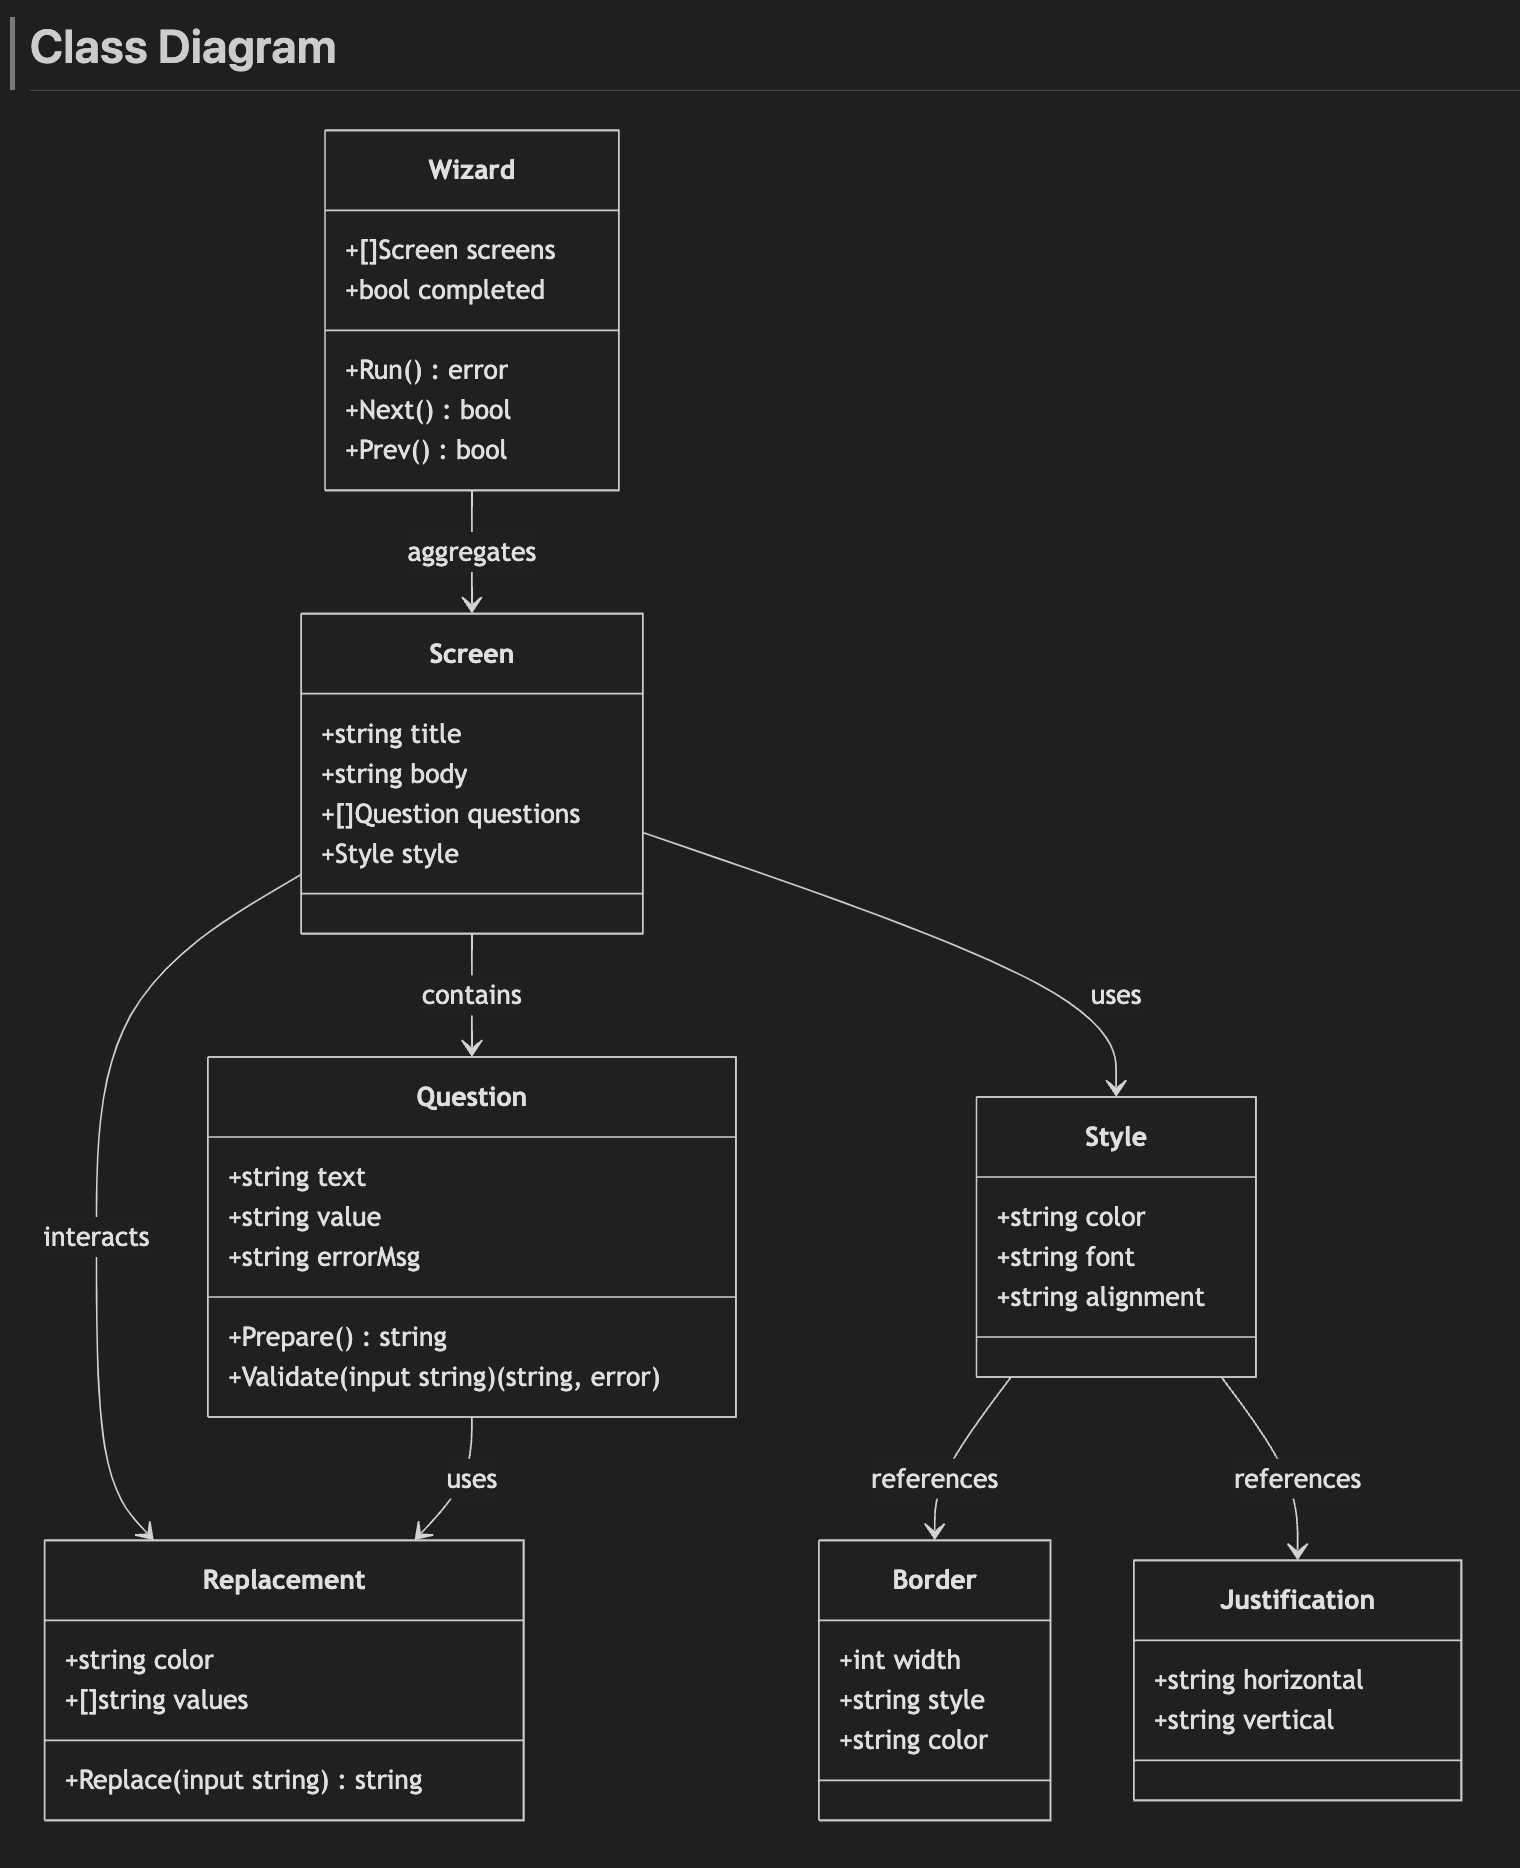 Class Diagram
Wizard
+[]Screen screens
+bool completed
+Run() : error
+Next() : bool
+Prev() : bool
aggregates
Screen
+string title
+string body
+[]Question questions
+Style style
contains
uses
interacts
Question
+string text
+string value
+string errorMsg
+Prepare() : string
+Validate(input string)(string, error)
Style
+string color
+string font
+string alignment
uses
references
references
Replacement
+string color
+[]string values
+Replace(input string) : string
Border
+int width
+string style
+string color
Justification
+string horizontal
+string vertical